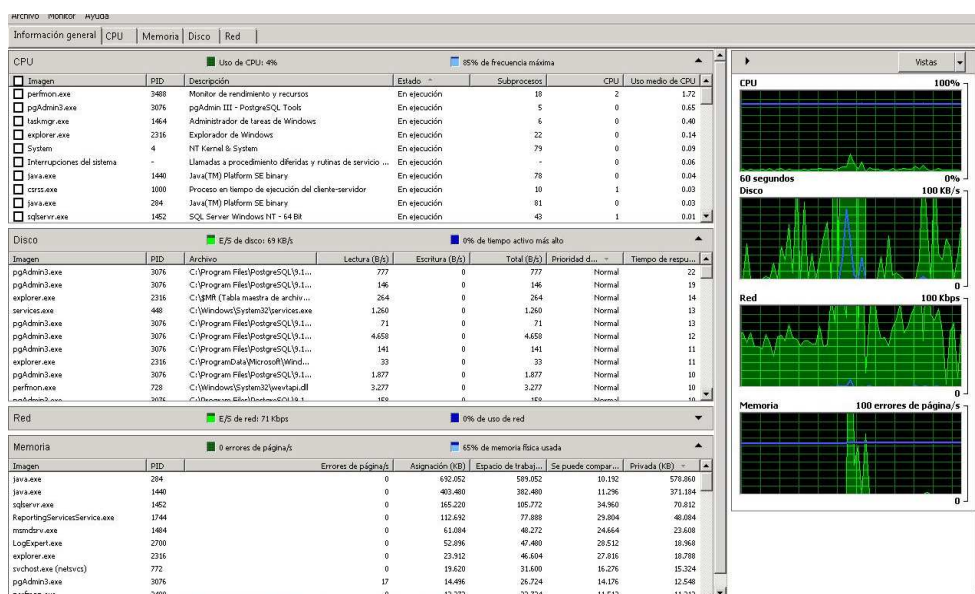 Archivo Monitor Ayuda
Información general CPU Memoria Disco Red
CPU Uso de CPU: 4% 85% de frecuencia máxima
Imagen PID Descripción Estado Subprocesos CPU Uso medio de CPU
perfmon.exe 3488 Monitor de rendimiento y recursos En ejecución 18 2 1.72
pgAdmin3.exe 3076 pgAdmin III - PostgreSQL Tools En ejecución 5 0 0.65
taskmgr.exe 1464 Administrador de tareas de Windows En ejecución 6 0 0.40
explorer.exe 2316 Explorador de Windows En ejecución 22 0 0.14
System 4 NT Kernel & System En ejecución 79 0 0.09
Interrupciones del sistema - Llamadas a procedimiento diferidas y rutinas de servicio ... En ejecución - 0 0.06
java.exe 1440 Java(TM) Platform SE binary En ejecución 78 0 0.04
csrss.exe 1000 Proceso en tiempo de ejecución del cliente-servidor En ejecución 10 1 0.03
java.exe 284 Java(TM) Platform SE binary En ejecución 81 0 0.03
sqlservr.exe 1452 SQL Server Windows NT - 64 Bit En ejecución 43 1 0.01
Disco E/S de disco: 69 KB/s 0% de tiempo activo más alto
Imagen PID Archivo Lectura (B/s) Escritura (B/s) Total (B/s) Prioridad d... Tiempo de respu...
pgAdmin3.exe 3076 C:\Program Files\PostgreSQL\9.1... 777 0 777 Normal 22
pgAdmin3.exe 3076 C:\Program Files\PostgreSQL\9.1... 146 0 146 Normal 19
explorer.exe 2316 C:\$Mft (Tabla maestra de archiv... 264 0 264 Normal 14
services.exe 448 C:\Windows\System32\services.exe 1.260 0 1.260 Normal 13
pgAdmin3.exe 3076 C:\Program Files\PostgreSQL\9.1... 71 0 71 Normal 13
pgAdmin3.exe 3076 C:\Program Files\PostgreSQL\9.1... 4.658 0 4.658 Normal 12
pgAdmin3.exe 3076 C:\Program Files\PostgreSQL\9.1... 141 0 141 Normal 11
explorer.exe 2316 C:\ProgramData\Microsoft\Wind... 33 0 33 Normal 11
pgAdmin3.exe 3076 C:\Program Files\PostgreSQL\9.1... 1.877 0 1.877 Normal 10
perfmon.exe 728 C:\Windows\System32\wevtapi.dll 3.277 0 3.277 Normal 10
pgAdmin3.exe 3076 C:\Program Files\PostgreSQL\9.1... 158 0 158 Normal 10
Red E/S de red: 71 Kbps 0% de uso de red
Memoria 0 errores de página/s 65% de memoria física usada
Imagen PID Errores de página/s Asignación (KB) Espacio de trabaj... Se puede compar... Privada (KB)
java.exe 284 0 692.052 589.052 10.192 578.860
java.exe 1440 0 403.480 382.480 11.296 371.184
sqlservr.exe 1452 0 165.220 105.772 34.960 70.812
ReportingServicesService.exe 1744 0 112.692 77.888 29.804 48.084
msmdsrv.exe 1484 0 61.084 48.272 24.664 23.608
LogExpert.exe 2700 0 52.896 47.480 28.512 18.968
explorer.exe 2316 0 23.912 46.604 27.816 18.788
svchost.exe (netsvcs) 772 0 19.620 31.600 16.276 15.324
pgAdmin3.exe 3076 17 14.496 26.724 14.176 12.548
Vistas
CPU 100%
60 segundos 0%
Disco 100 KB/s
0
Red 100 Kbps
0
Memoria 100 errores de página/s
0